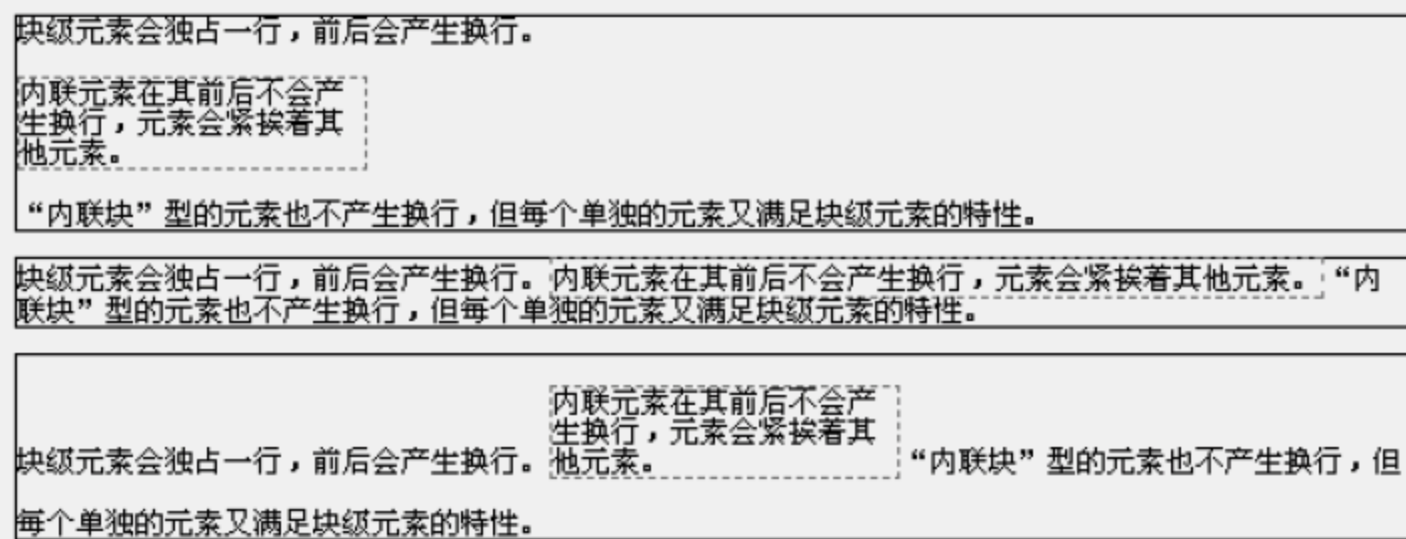 块级元素会独占一行，前后会产生换行。
内联元素在其前后不会产
生换行，元素会紧挨着其
他元素。
“内联块”型的元素也不产生换行，但每个单独的元素又满足块级元素的特性。
块级元素会独占一行，前后会产生换行。内联元素在其前后不会产生换行，元素会紧挨着其他元素。“内
联块”型的元素也不产生换行，但每个单独的元素又满足块级元素的特性。
内联元素在其前后不会产
生换行，元素会紧挨着其
块级元素会独占一行，前后会产生换行。他元素。“内联块”型的元素也不产生换行，但
每个单独的元素又满足块级元素的特性。